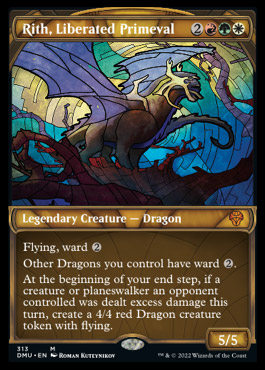 Rith, Liberated Primeval 2
Legendary Creature — Dragon
Flying, ward 2
Other Dragons you control have ward 2.
At the beginning of your end step, if a
creature or planeswalker an opponent
controlled was dealt excess damage this
turn, create a 4/4 red Dragon creature
token with flying.
5/5
313 M
DMU • EN ROMAN KUTEYNIKOV ™ & © 2022 Wizards of the Coast